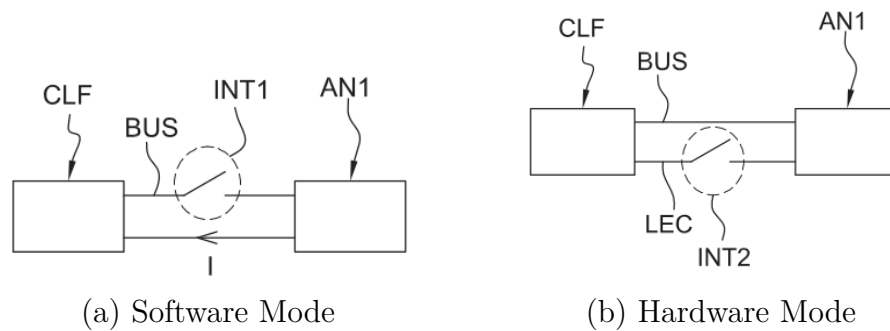 CLF
BUS
INT1
AN1
I
(a) Software Mode
CLF
BUS
AN1
LEC
INT2
(b) Hardware Mode